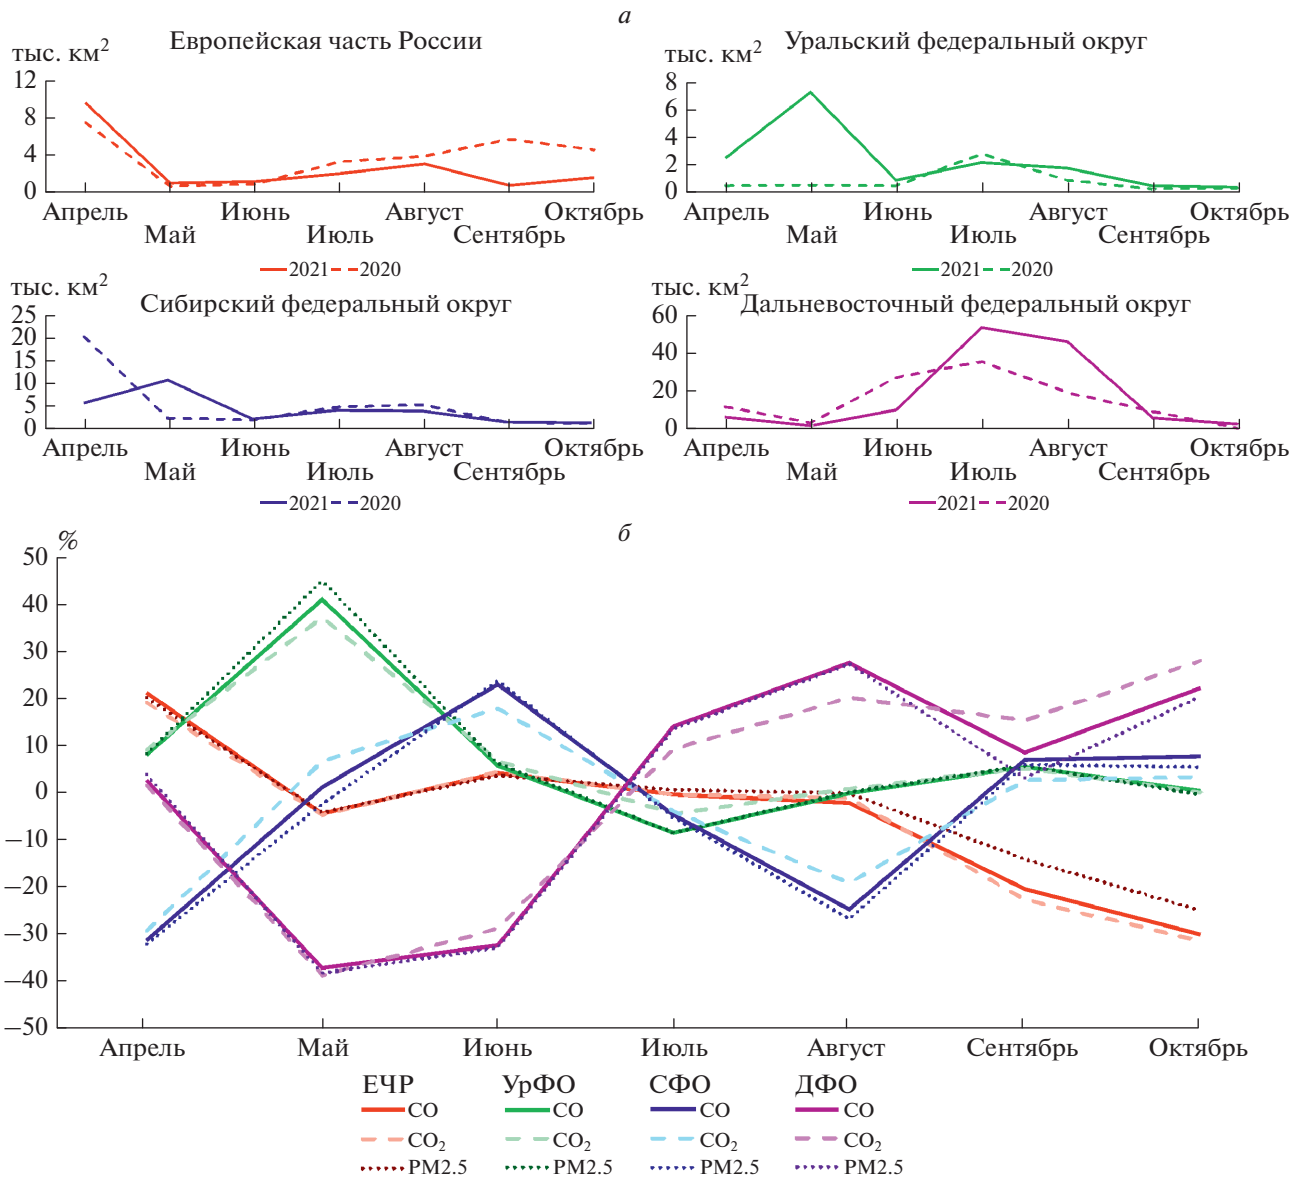 а
Европейская часть России
тыс. км²
12
8
4
0
Апрель Июнь Август Октябрь
Май Июль Сентябрь
2021 2020
Уральский федеральный округ
тыс. км²
8
6
4
2
0
Апрель Июнь Август Октябрь
Май Июль Сентябрь
2021 2020
тыс. км²
Сибирский федеральный округ
25
20
15
10
5
0
Апрель Июнь Август Октябрь
Май Июль Сентябрь
2021 2020
тыс. км²
Дальневосточный федеральный округ
60
40
20
0
Апрель Июнь Август Октябрь
Май Июль Сентябрь
2021 2020
б
%
50
40
30
20
10
0
−10
−20
−30
−40
−50
Апрель Май Июнь Июль Август Сентябрь Октябрь
ЕЧР УрФО СФО ДФО
CO CO CO CO
CO₂ CO₂ CO₂ CO₂
PM2.5 PM2.5 PM2.5 PM2.5